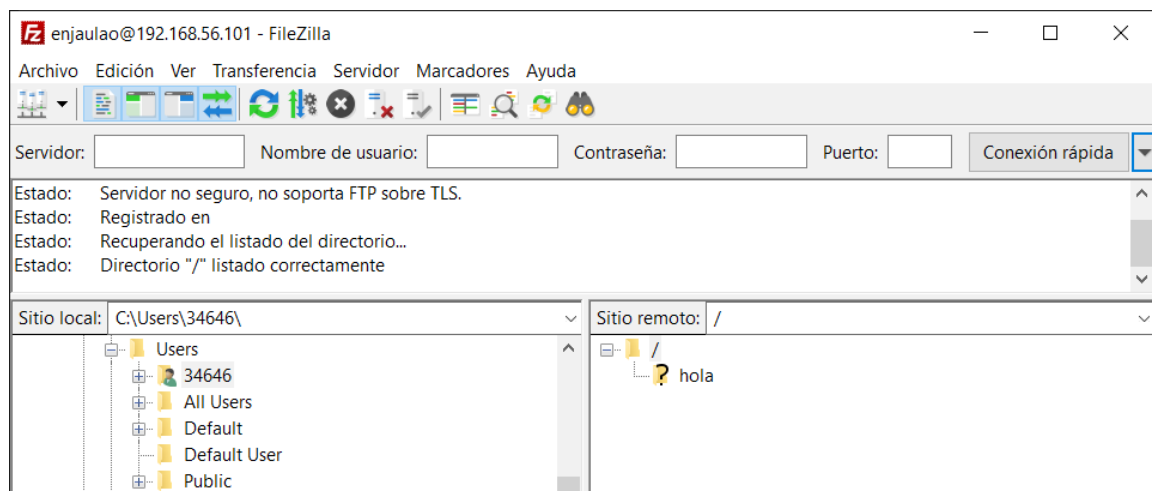 enjaulao@192.168.56.101 - FileZilla
Archivo Edición Ver Transferencia Servidor Marcadores Ayuda
Servidor: Nombre de usuario: Contraseña: Puerto: Conexión rápida
Estado: Servidor no seguro, no soporta FTP sobre TLS.
Estado: Registrado en
Estado: Recuperando el listado del directorio...
Estado: Directorio "/" listado correctamente
Sitio local: C:\Users\34646\
Users
34646
All Users
Default
Default User
Public
Sitio remoto: /
/
hola